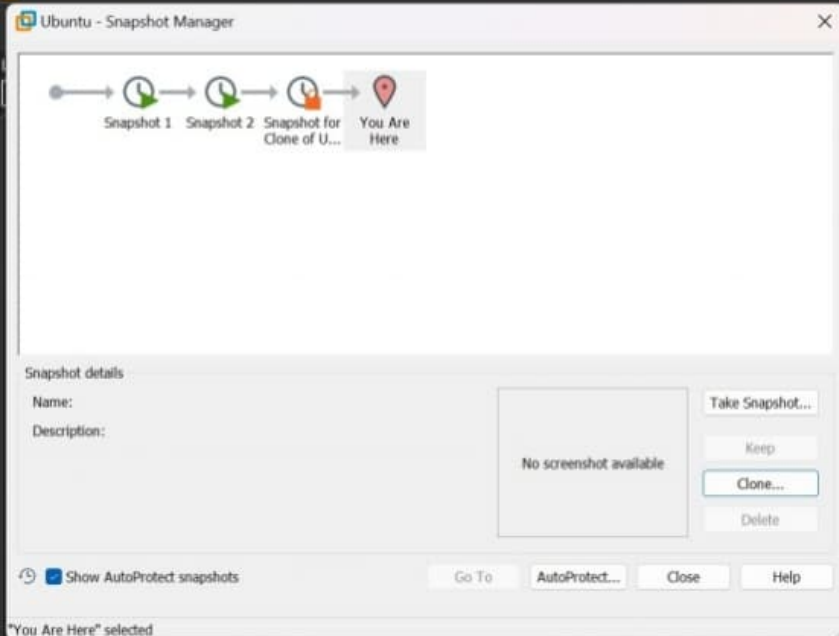 Ubuntu - Snapshot Manager
Snapshot 1
Snapshot 2
Snapshot for
Clone of U...
You Are
Here
Snapshot details
Name:
Description:
No screenshot available
Take Snapshot...
Keep
Clone...
Delete
Show AutoProtect snapshots
Go To
AutoProtect...
Close
Help
"You Are Here" selected